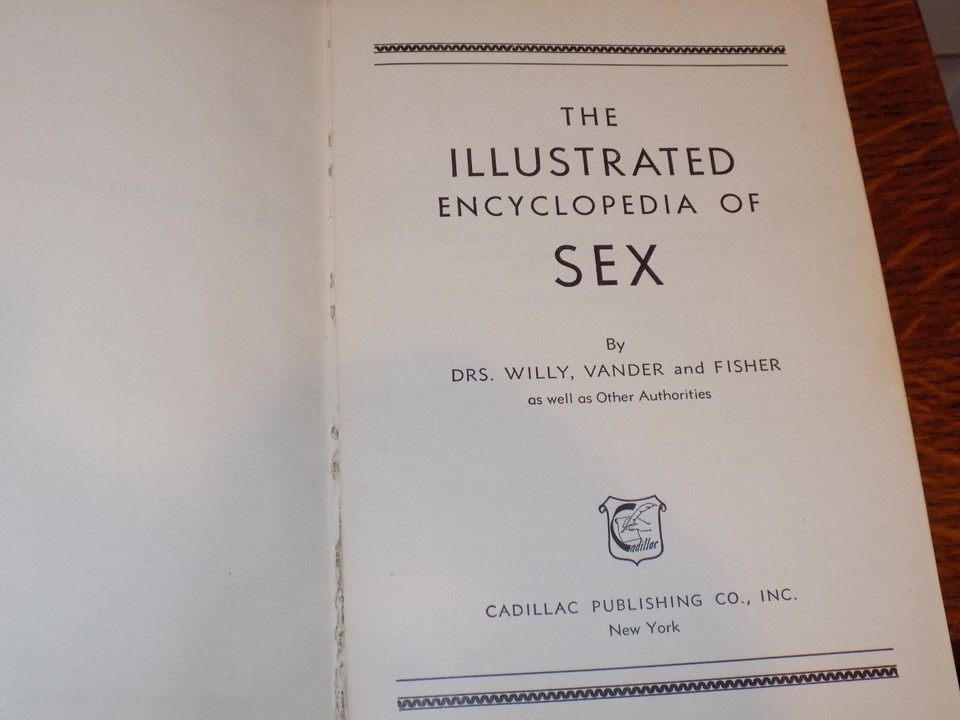 THE
ILLUSTRATED
ENCYCLOPEDIA OF
SEX
By
DRS. WILLY, VANDER and FISHER
as well as Other Authorities
Cadillac
CADILLAC PUBLISHING CO., INC.
New York